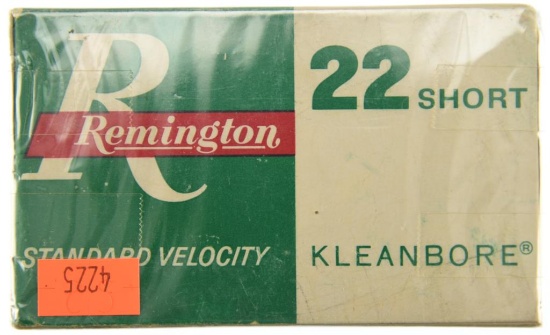 R
Remington
22 SHORT
STANDARD VELOCITY
KLEANBORE®
4225